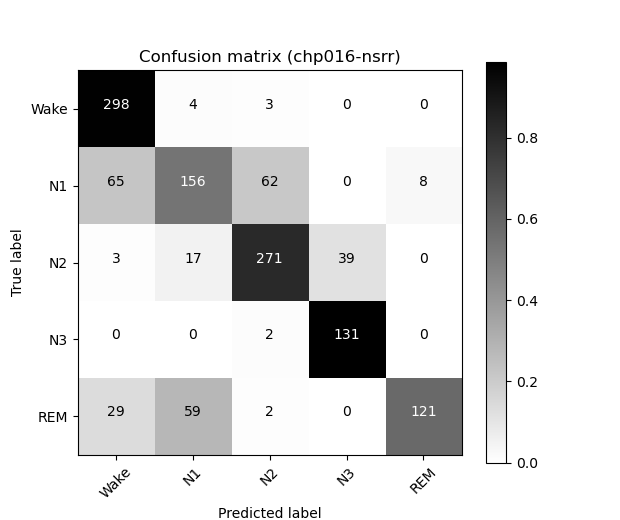 Confusion matrix (chp016-nsrr)
Wake 298 4 3 0 0
N1 65 156 62 0 8
N2 3 17 271 39 0
N3 0 0 2 131 0
REM 29 59 2 0 121
Wake N1 N2 N3 REM
Predicted label
True label
0.8
0.6
0.4
0.2
0.0